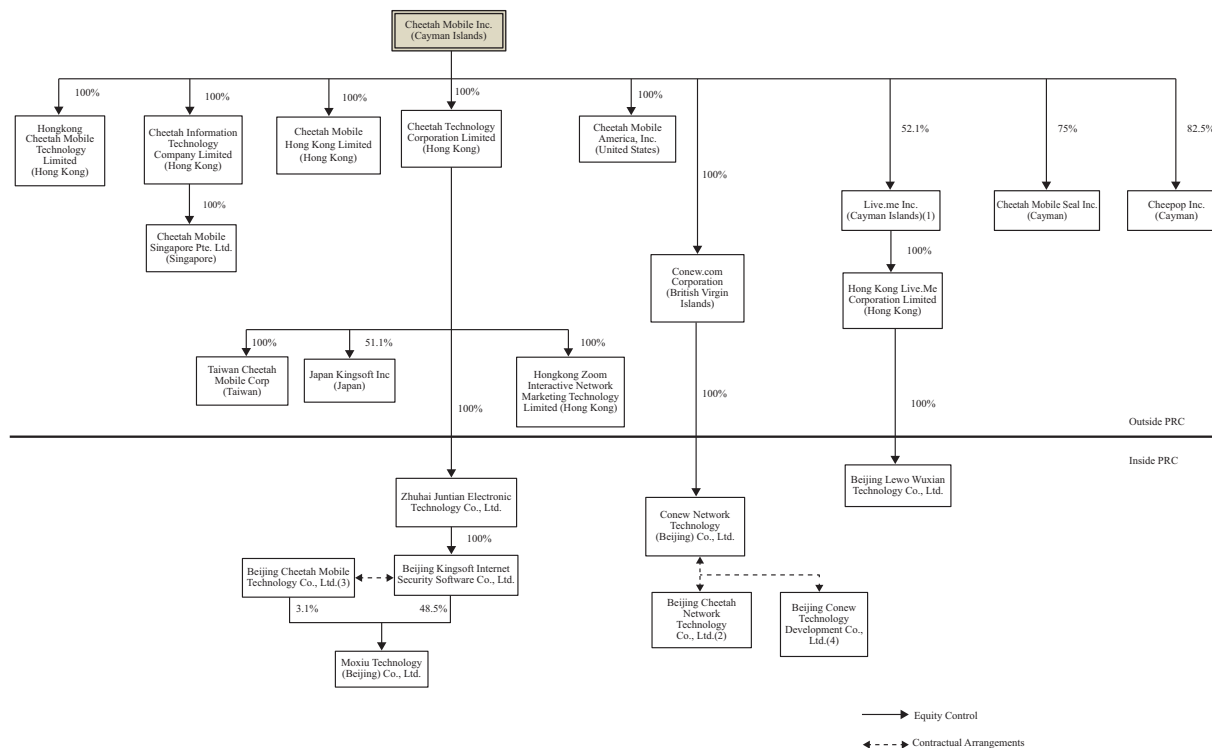 Cheetah Mobile Inc.
(Cayman Islands)
100%
100%
100%
100%
100%
100%
52.1%
75%
82.5%
Hongkong
Cheetah Mobile
Technology
Limited
(Hong Kong)
Cheetah Information
Technology
Company Limited
(Hong Kong)
Cheetah Mobile
Hong Kong Limited
(Hong Kong)
Cheetah Technology
Corporation Limited
(Hong Kong)
Cheetah Mobile
America, Inc.
(United States)
Live.me Inc.
(Cayman Islands)(1)
Cheetah Mobile Seal Inc.
(Cayman)
Cheepop Inc.
(Cayman)
100%
Cheetah Mobile
Singapore Pte. Ltd.
(Singapore)
100%
Conew.com
Corporation
(British Virgin
Islands)
Hong Kong Live.Me
Corporation Limited
(Hong Kong)
100%
51.1%
100%
Taiwan Cheetah
Mobile Corp
(Taiwan)
Japan Kingsoft Inc
(Japan)
Hongkong Zoom
Interactive Network
Marketing Technology
Limited (Hong Kong)
100%
100%
100%
Outside PRC
Inside PRC
Zhuhai Juntian Electronic
Technology Co., Ltd.
Conew Network
Technology
(Beijing) Co., Ltd.
Beijing Lewo Wuxian
Technology Co., Ltd.
100%
Beijing Cheetah Mobile
Technology Co., Ltd.(3)
Beijing Kingsoft Internet
Security Software Co., Ltd.
3.1%
48.5%
Beijing Cheetah
Network
Technology
Co., Ltd.(2)
Beijing Conew
Technology
Development Co.,
Ltd.(4)
Moxiu Technology
(Beijing) Co., Ltd.
Equity Control
Contractual Arrangements